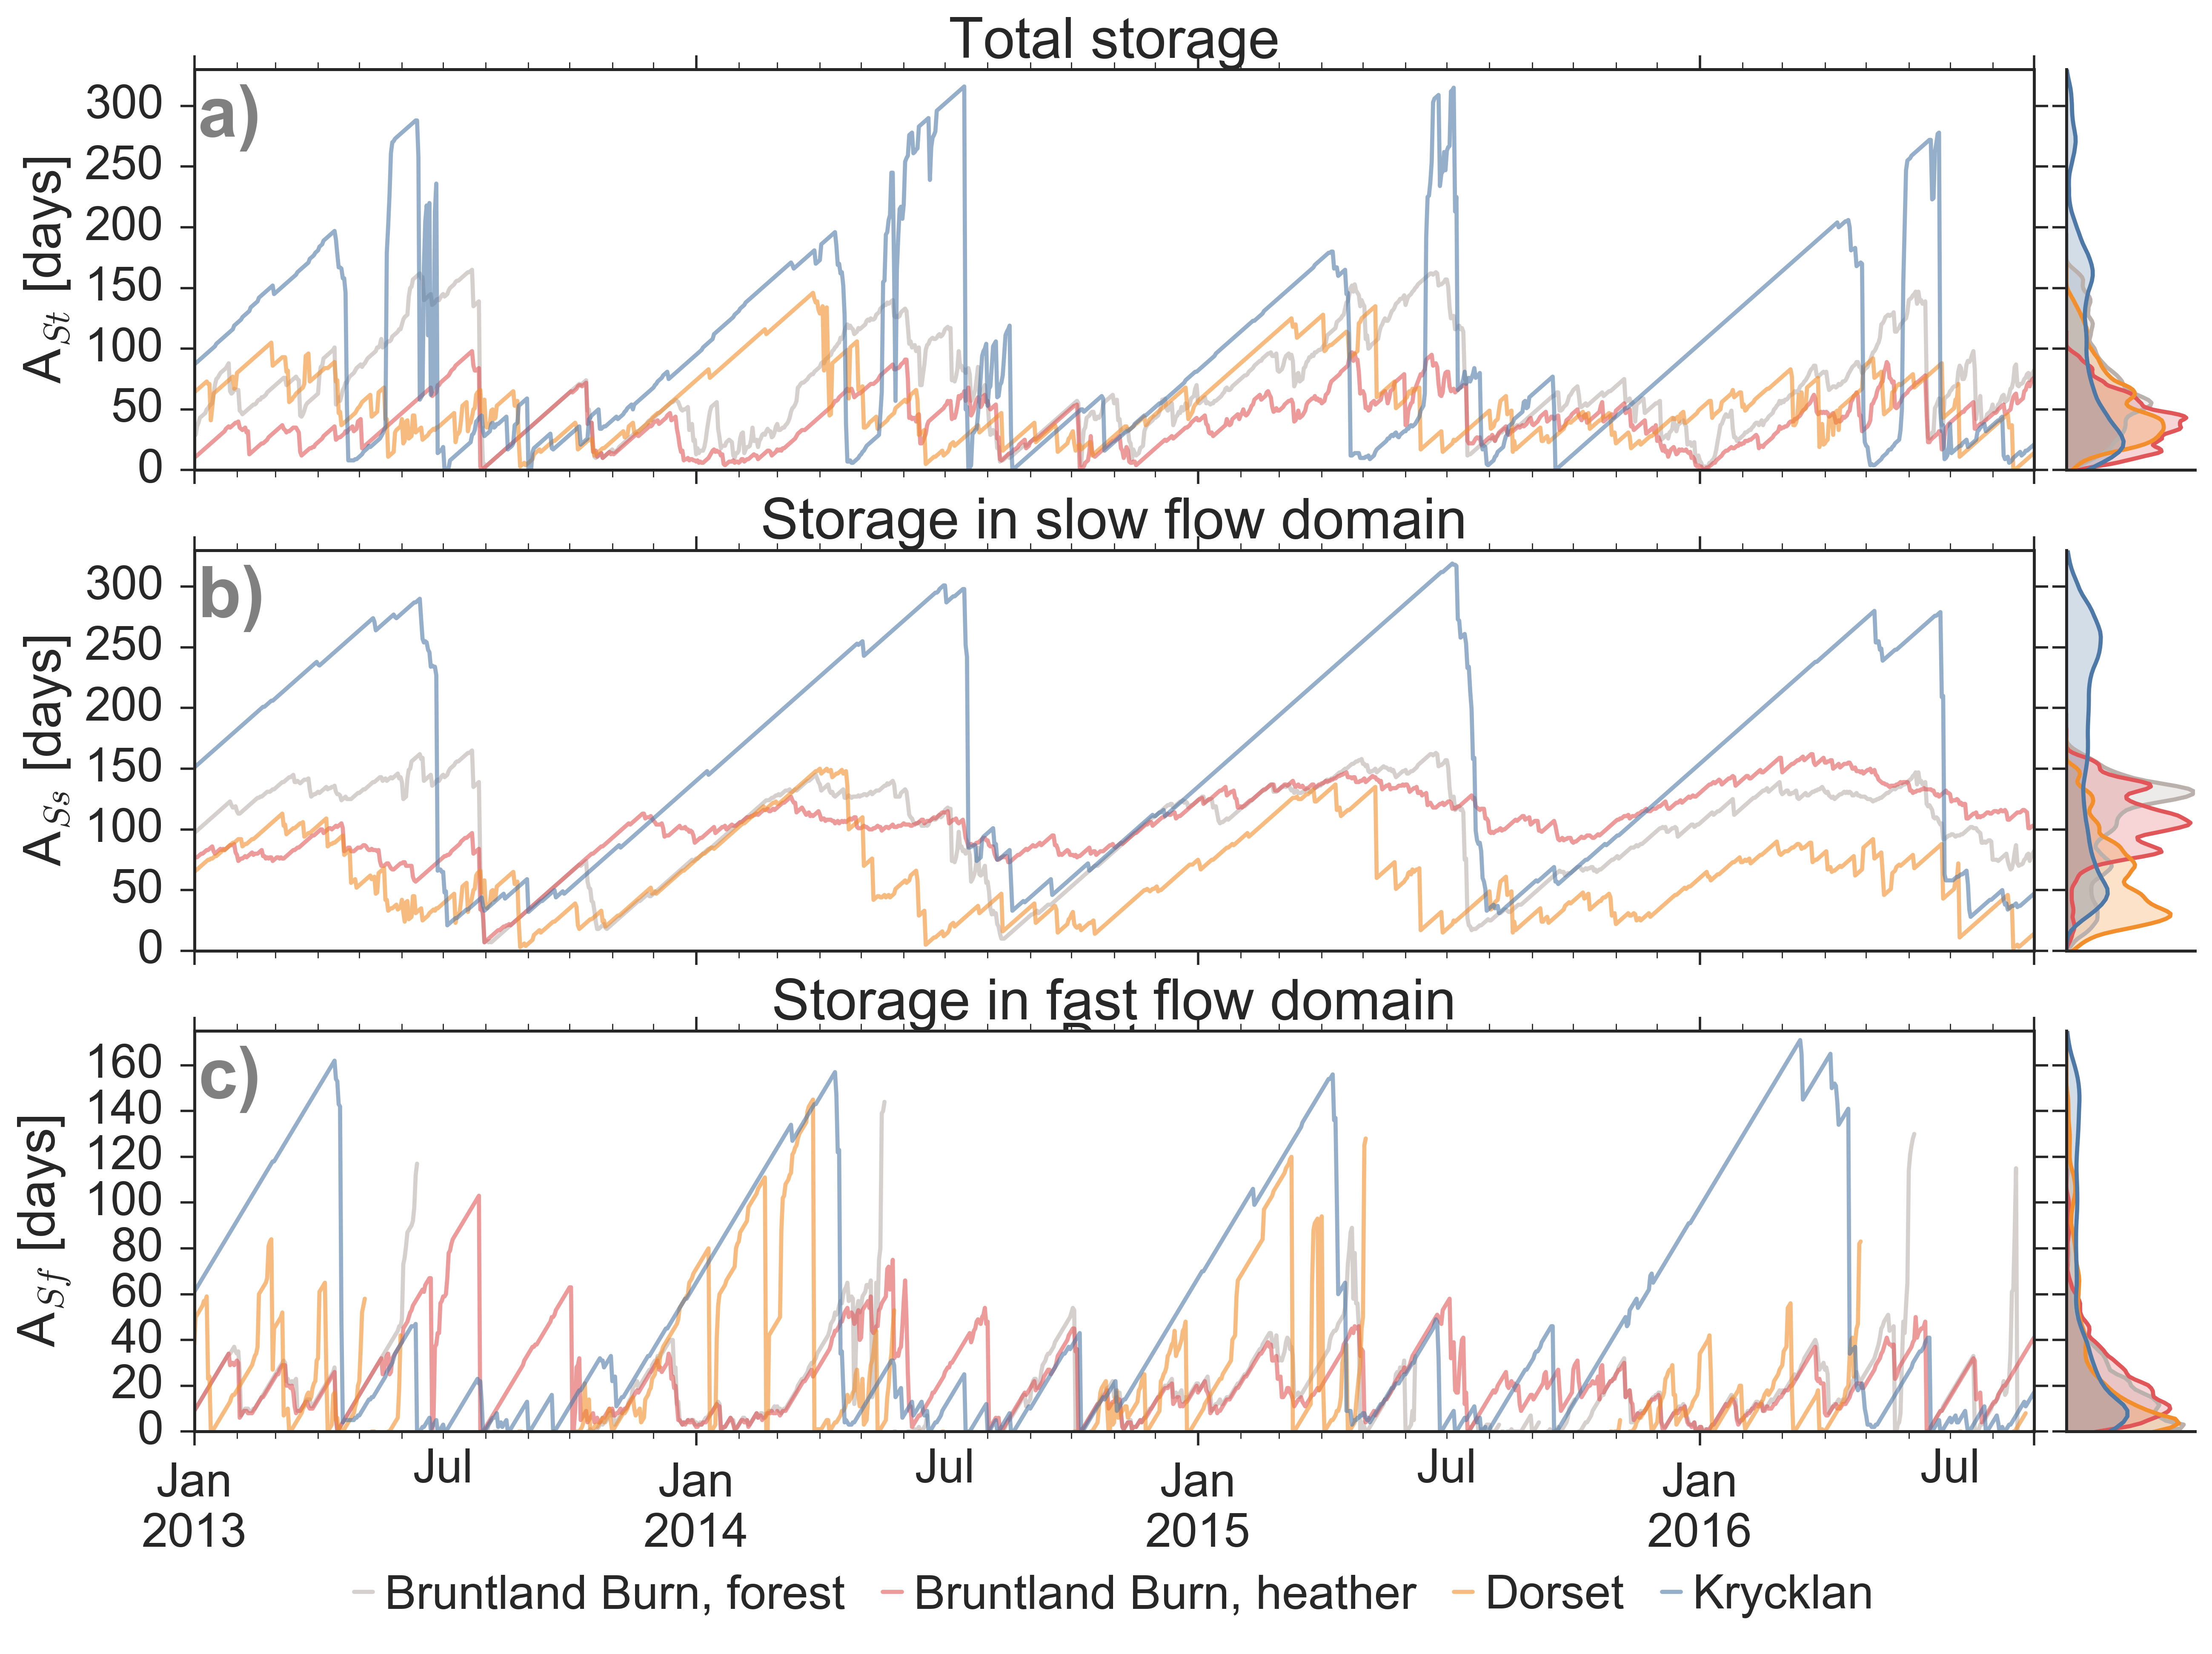 Total storage
a)
A_St [days]
300
250
200
150
100
50
0
Storage in slow flow domain
b)
A_Ss [days]
300
250
200
150
100
50
0
Storage in fast flow domain
c)
A_Sf [days]
160
140
120
100
80
60
40
20
0
Jan Jul Jan Jul Jan Jul Jan Jul
2013 2014 2015 2016
Bruntland Burn, forest Bruntland Burn, heather Dorset Krycklan